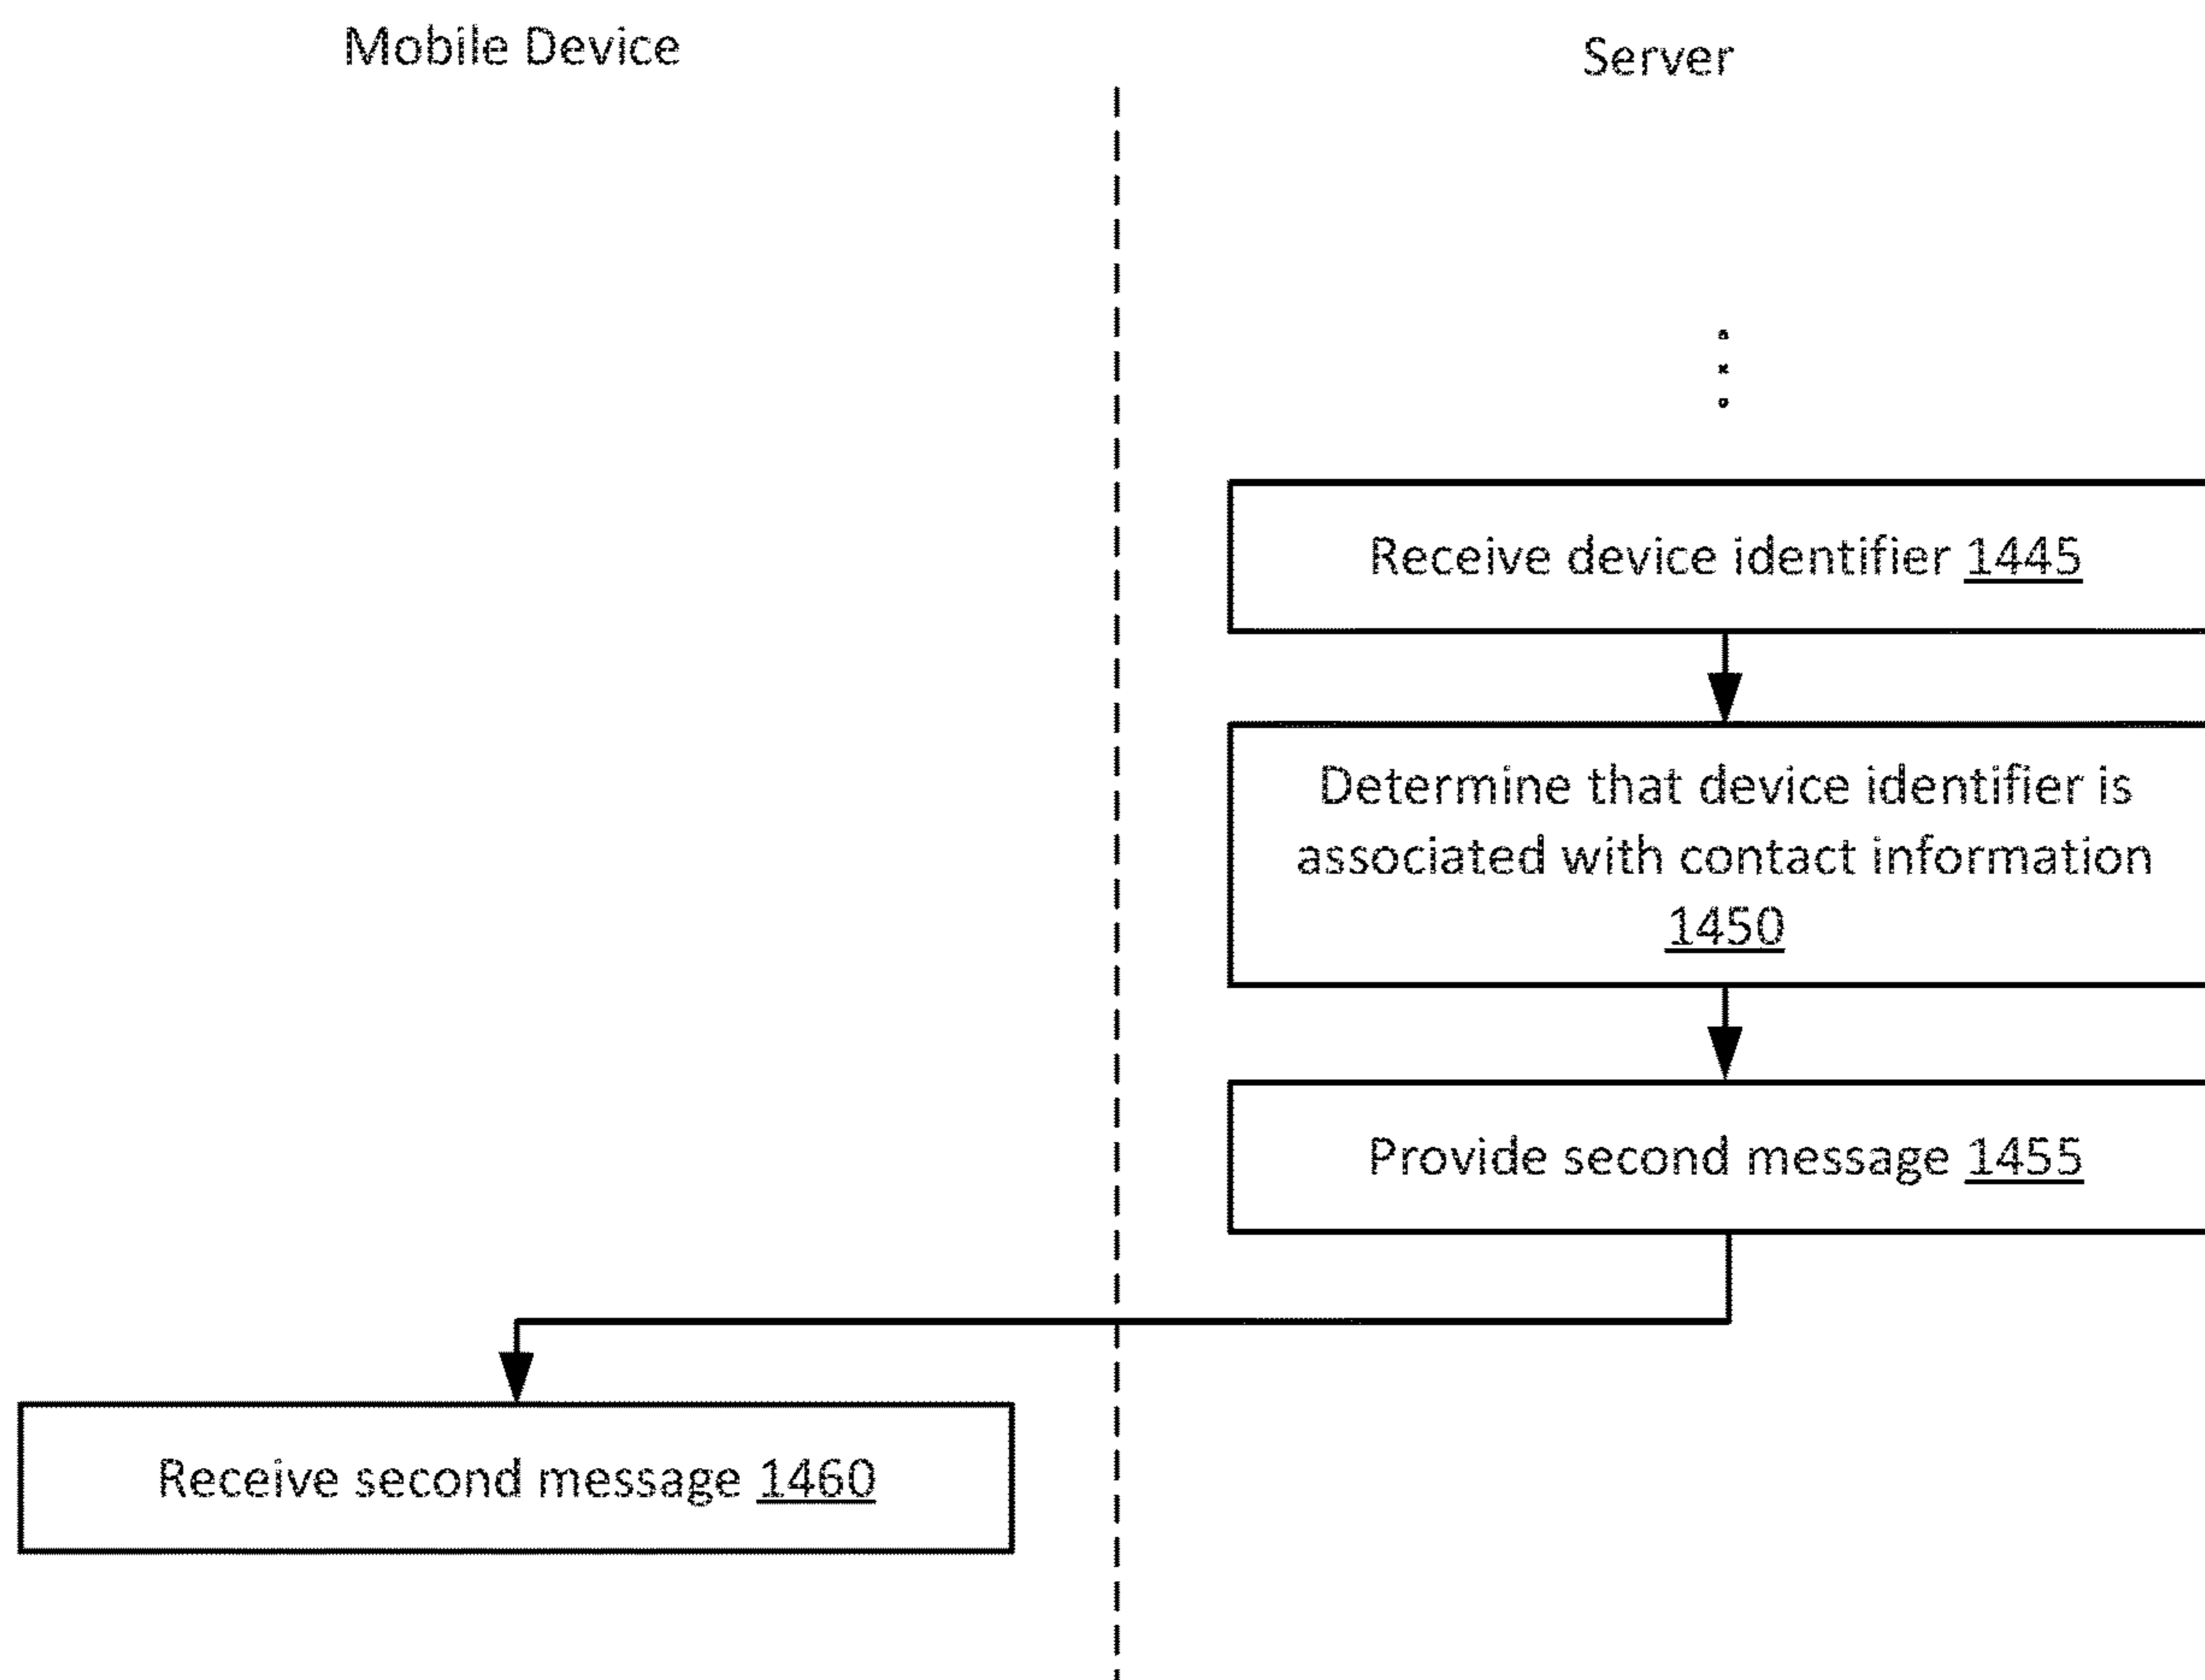 Mobile Device
Server
Receive device identifier 1445
Determine that device identifier is
associated with contact information
1450
Provide second message 1455
Receive second message 1460